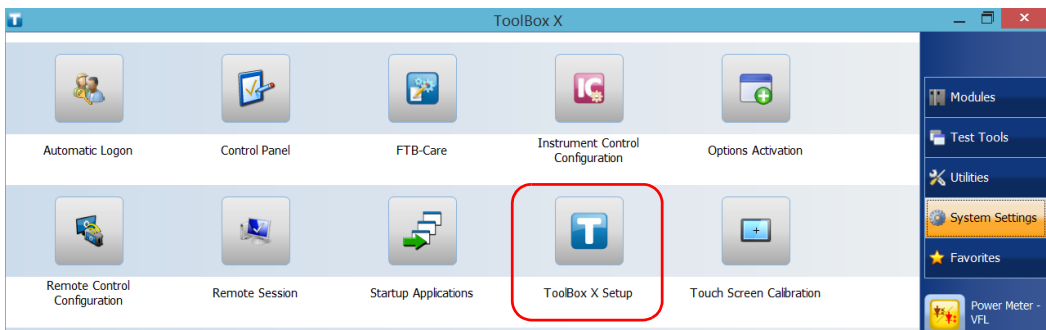 T
ToolBox X
Automatic Logon
Control Panel
FTB-Care
IC
Instrument Control
Configuration
Options Activation
Remote Control
Configuration
Remote Session
Startup Applications
T
ToolBox X Setup
Touch Screen Calibration
Modules
Test Tools
Utilities
System Settings
Favorites
Power Meter -
VFL